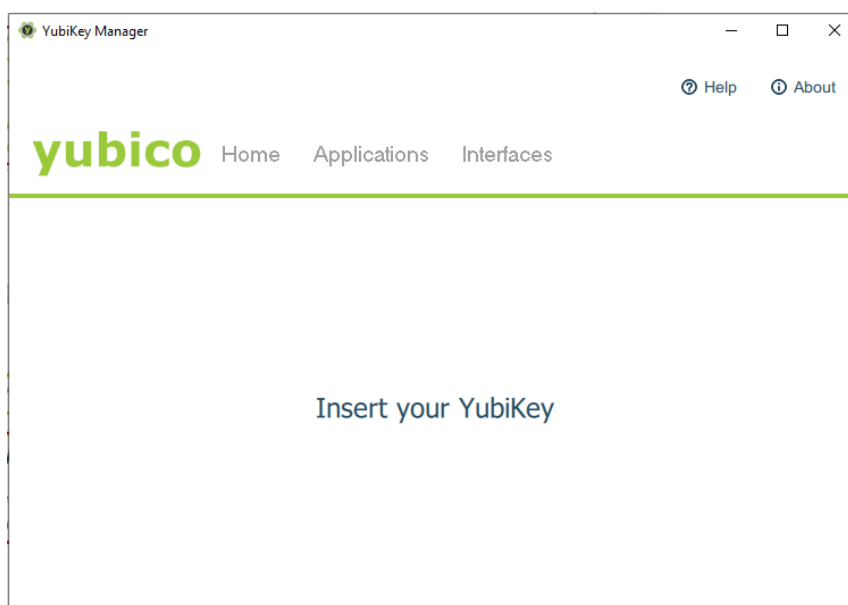 YubiKey Manager
Help About
yubico Home Applications Interfaces
Insert your YubiKey